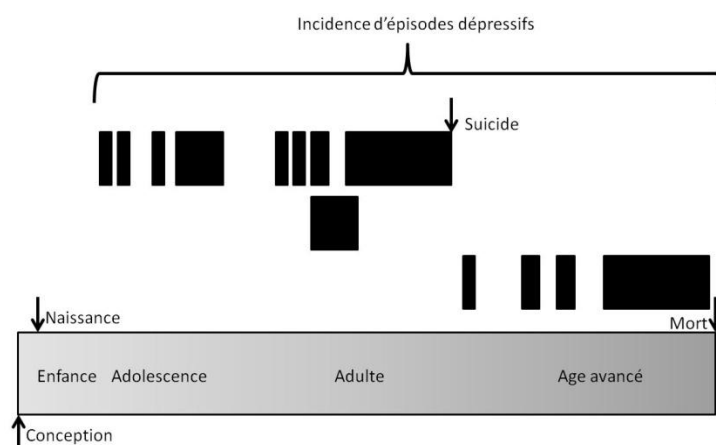 Incidence d'épisodes dépressifs
Suicide
Naissance
Mort
Enfance Adolescence Adulte Age avancé
Conception